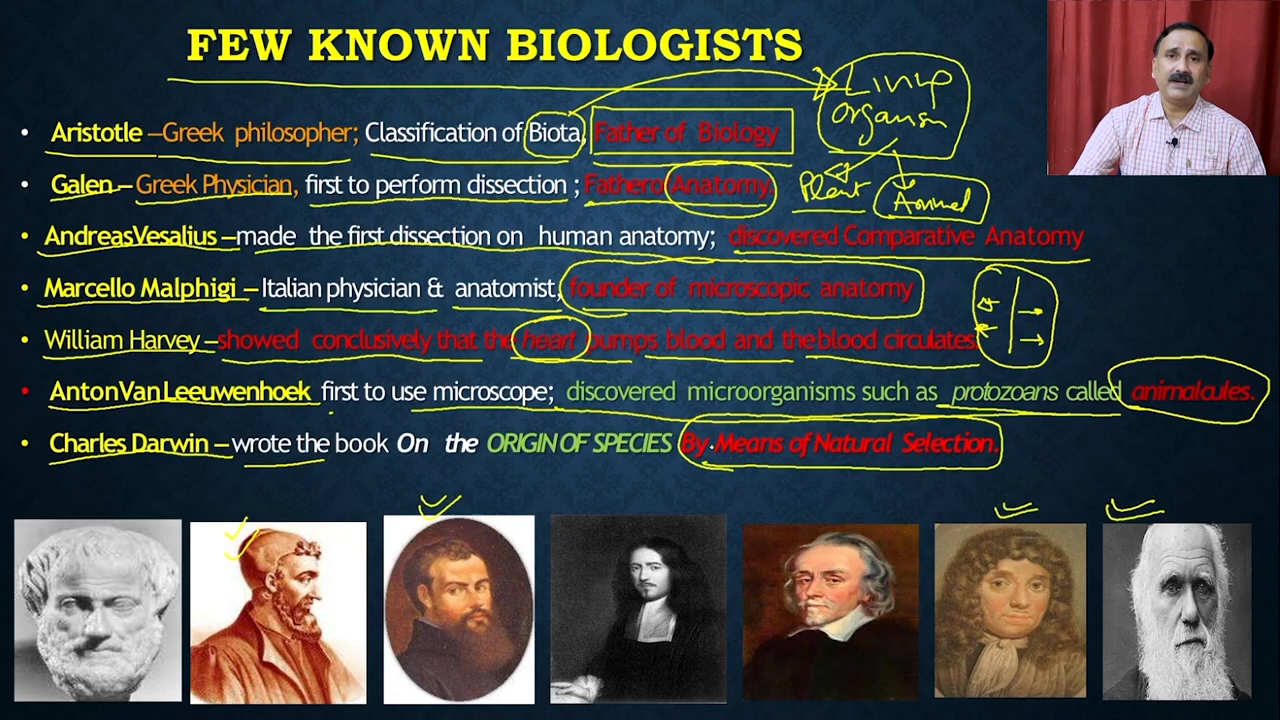 FEW KNOWN BIOLOGISTS
Living
organism
• Aristotle –Greek philosopher; Classification of Biota, Father of Biology
• Galen – Greek Physician, first to perform dissection ; Fathero Anatomy.
Plant
Animal
• AndreasVesalius –made the first dissection on human anatomy; discovered Comparative Anatomy
• Marcello Malphigi – Italian physician & anatomist, founder of microscopic anatomy
• William Harvey –showed conclusively that the heart pumps blood and the blood circulates.
• AntonVanLeeuwenhoek first to use microscope; discovered microorganisms such as protozoans called animalcules.
• Charles Darwin – wrote the book On the ORIGIN OF SPECIES By Means of Natural Selection.